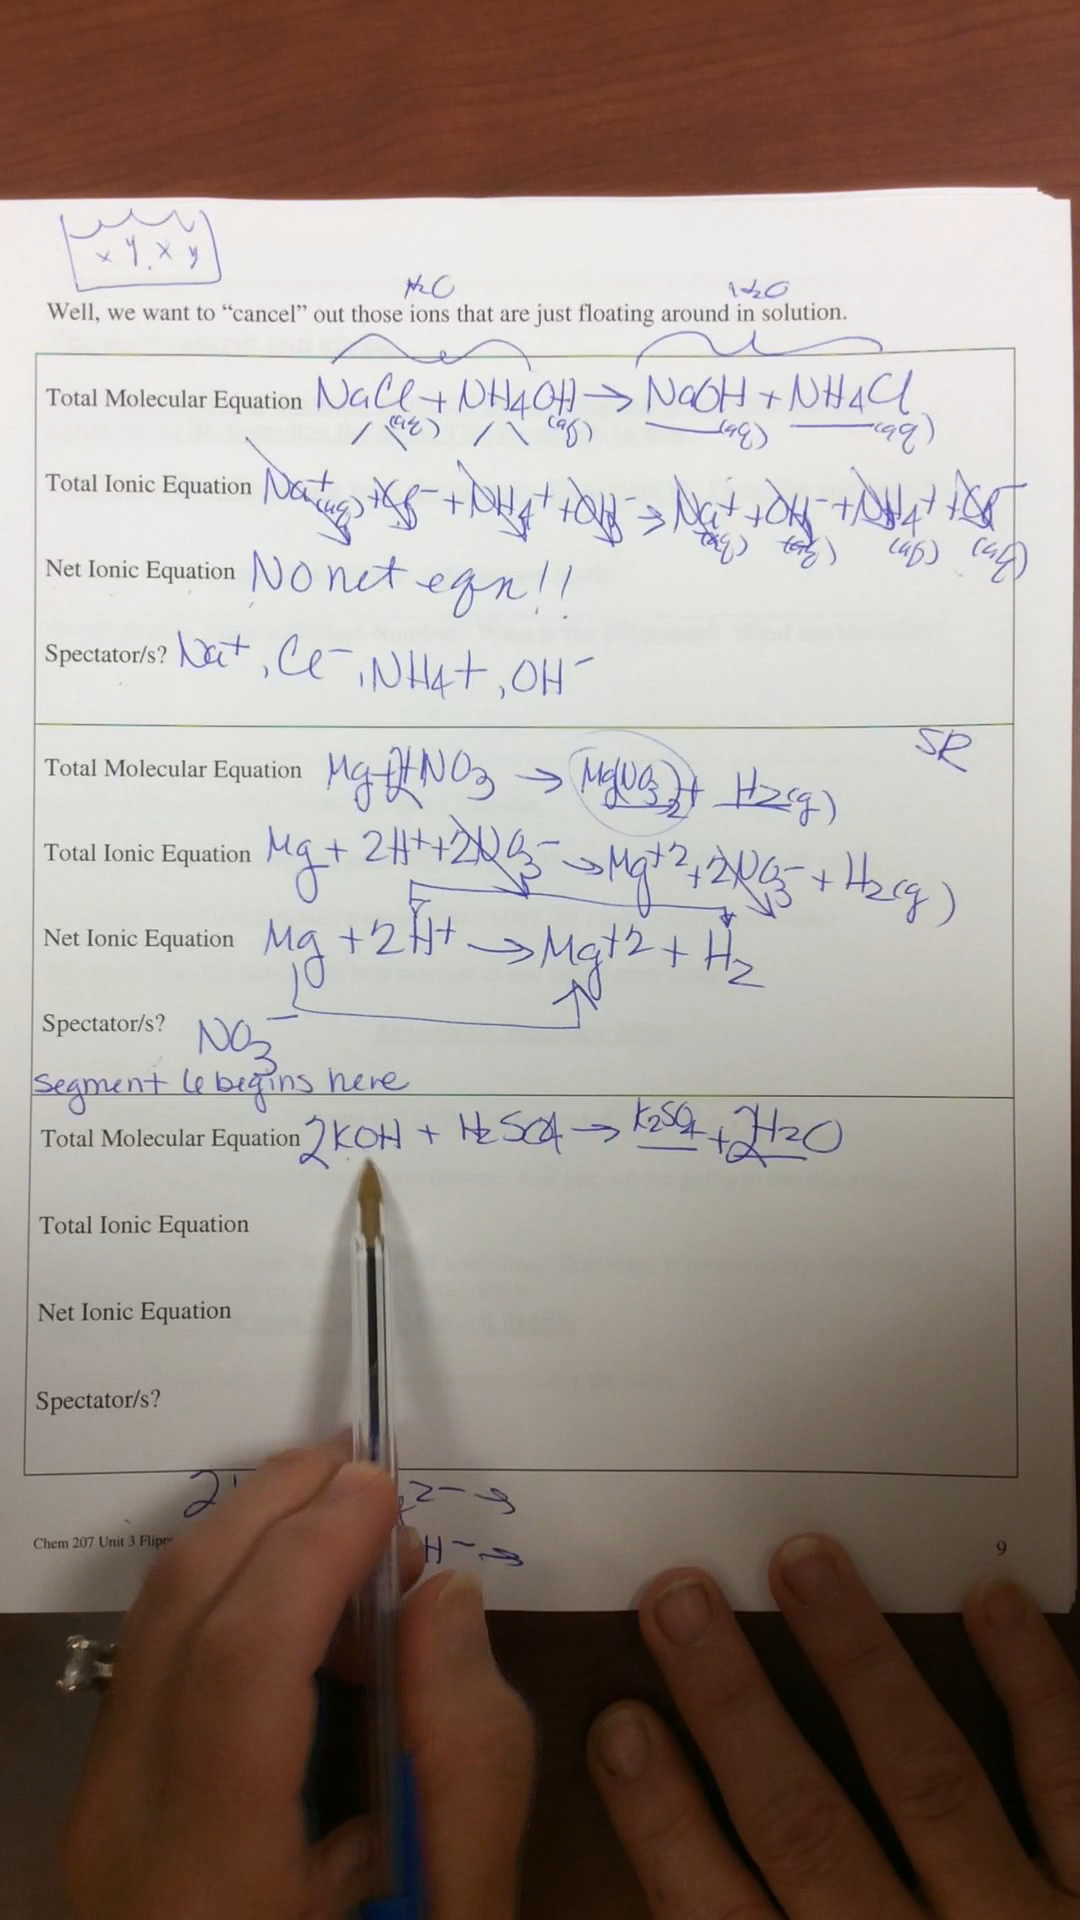 x y x y
H2O H2O
Well, we want to “cancel” out those ions that are just floating around in solution.
Total Molecular Equation NaCl + NH4OH → NaOH + NH4Cl
(aq) (aq) (aq) (aq)
Total Ionic Equation Na+ (aq) + Cl- + NH4+ + OH- → Na+ + OH- + NH4+ + Cl-
(aq) (aq) (aq) (aq)
Net Ionic Equation No net eqn!!
Spectator/s? Na+, Cl-, NH4+, OH-
SR
Total Molecular Equation Mg + 2HNO3 → Mg(NO3)2 + H2(g)
Total Ionic Equation Mg + 2H+ + 2NO3- → Mg+2 + 2NO3- + H2(g)
Net Ionic Equation Mg + 2H+ → Mg+2 + H2
Spectator/s? NO3-
Segment 6 begins here
Total Molecular Equation 2KOH + H2SO4 → K2SO4 + 2H2O
Total Ionic Equation
Net Ionic Equation
Spectator/s?
2 2- →
Chem 207 Unit 3 H- → 9